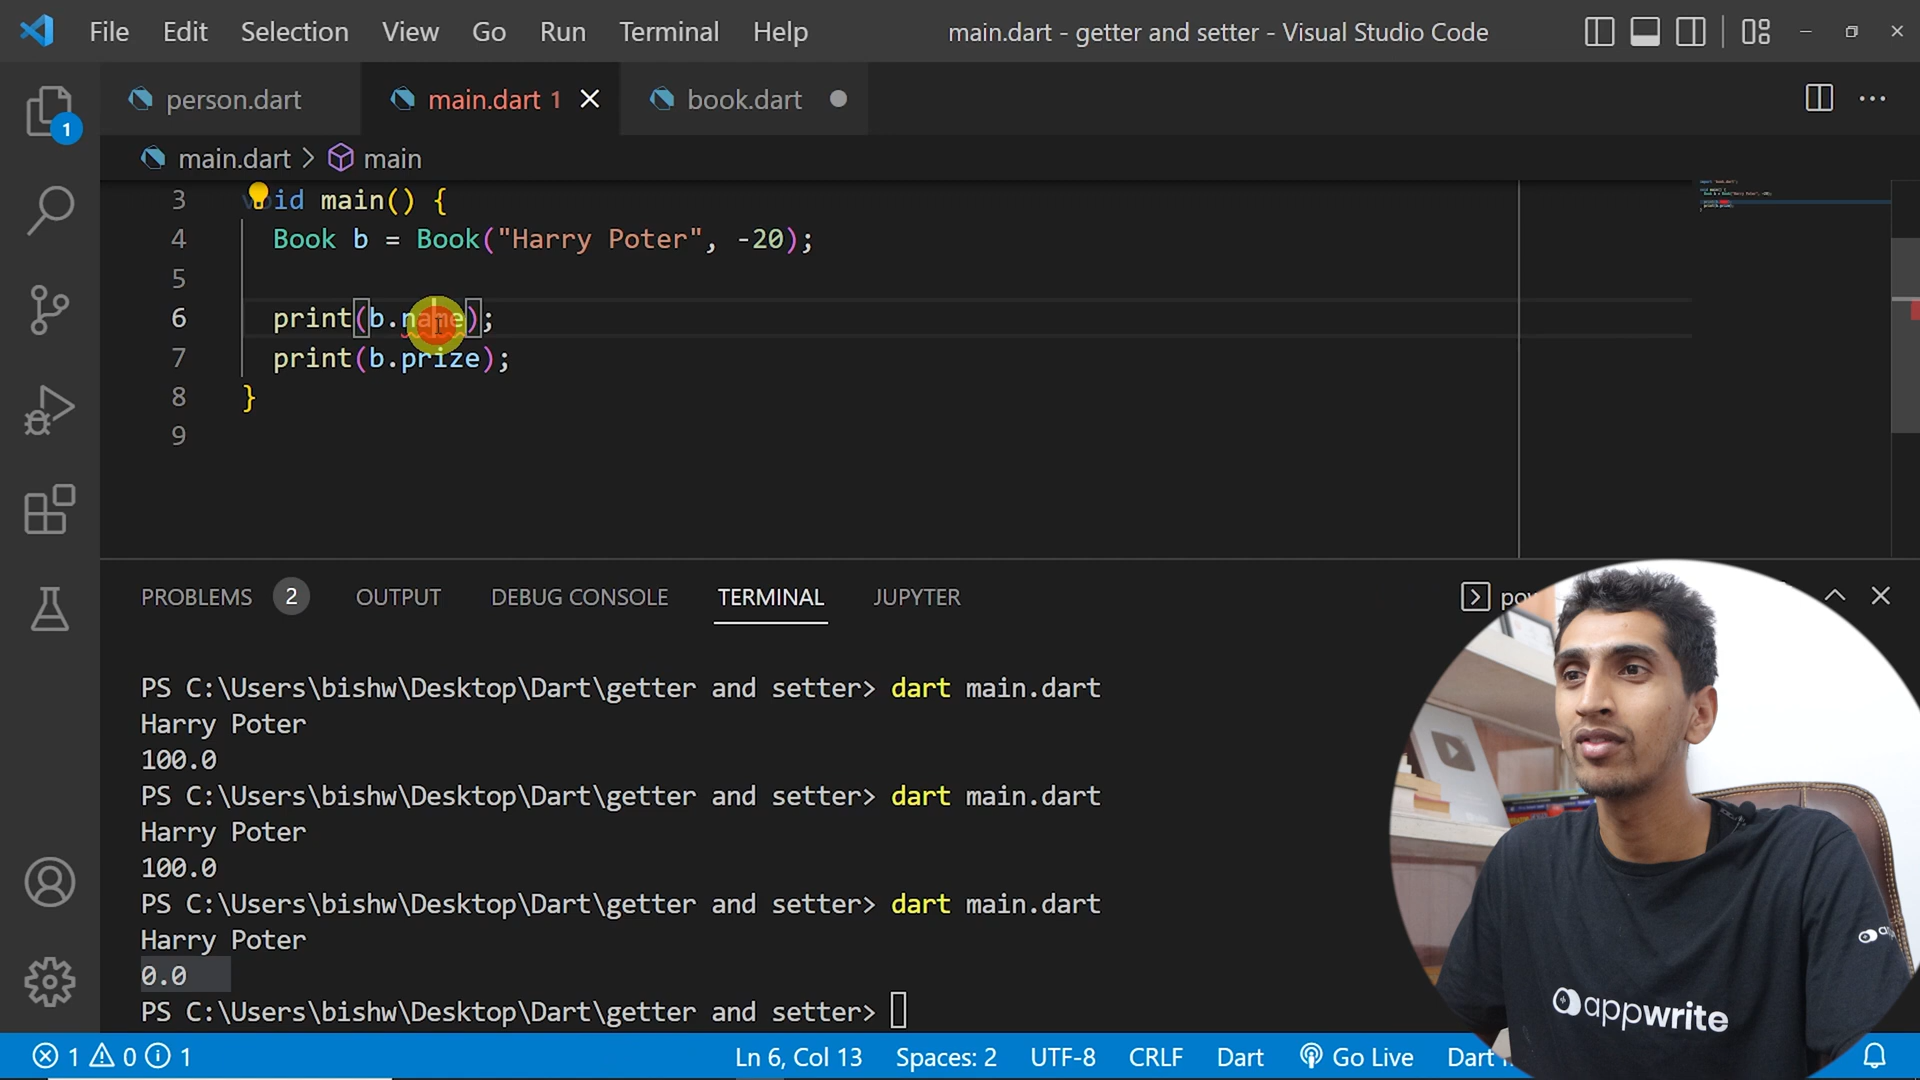 File Edit Selection View Go Run Terminal Help main.dart - getter and setter - Visual Studio Code
1
person.dart main.dart 1 book.dart
main.dart > main
3 void main() {
4 Book b = Book("Harry Poter", -20);
5
6 print(b.name);
7 print(b.prize);
8 }
9
PROBLEMS 2 OUTPUT DEBUG CONSOLE TERMINAL JUPYTER
PS C:\Users\bishw\Desktop\Dart\getter and setter> dart main.dart
Harry Poter
100.0
PS C:\Users\bishw\Desktop\Dart\getter and setter> dart main.dart
Harry Poter
100.0
PS C:\Users\bishw\Desktop\Dart\getter and setter> dart main.dart
Harry Poter
0.0
PS C:\Users\bishw\Desktop\Dart\getter and setter>
appwrite
1 0 1 Ln 6, Col 13 Spaces: 2 UTF-8 CRLF Dart Go Live Dart